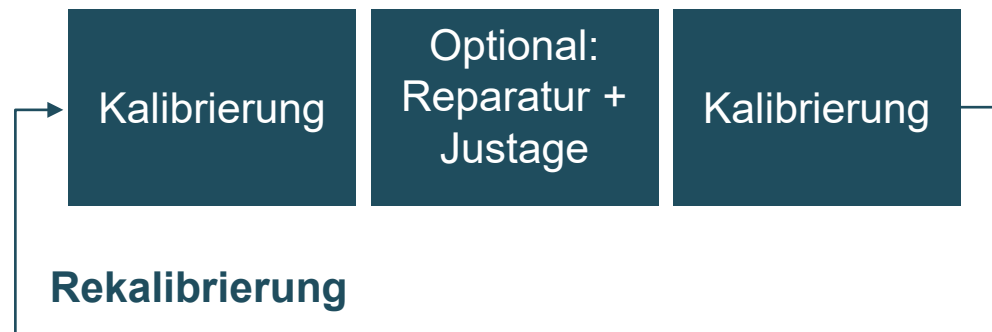 Kalibrierung
Optional:
Reparatur +
Justage
Kalibrierung
Rekalibrierung